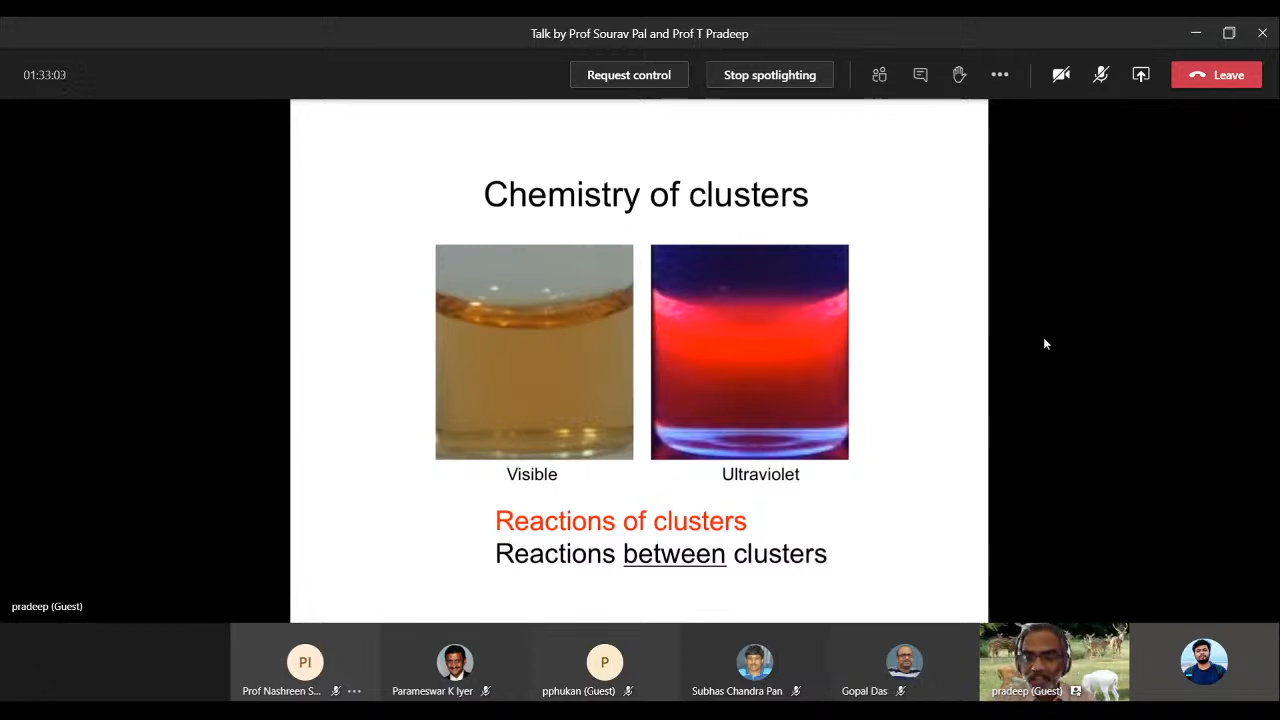 Talk by Prof Sourav Pal and Prof T Pradeep
01:33:03
Request control
Stop spotlighting
Leave
Chemistry of clusters
Visible
Ultraviolet
Reactions of clusters
Reactions between clusters
pradeep (Guest)
PI
P
Prof Nashreen S...
Parameswar K Iyer
pphukan (Guest)
Subhas Chandra Pan
Gopal Das
pradeep (Guest)